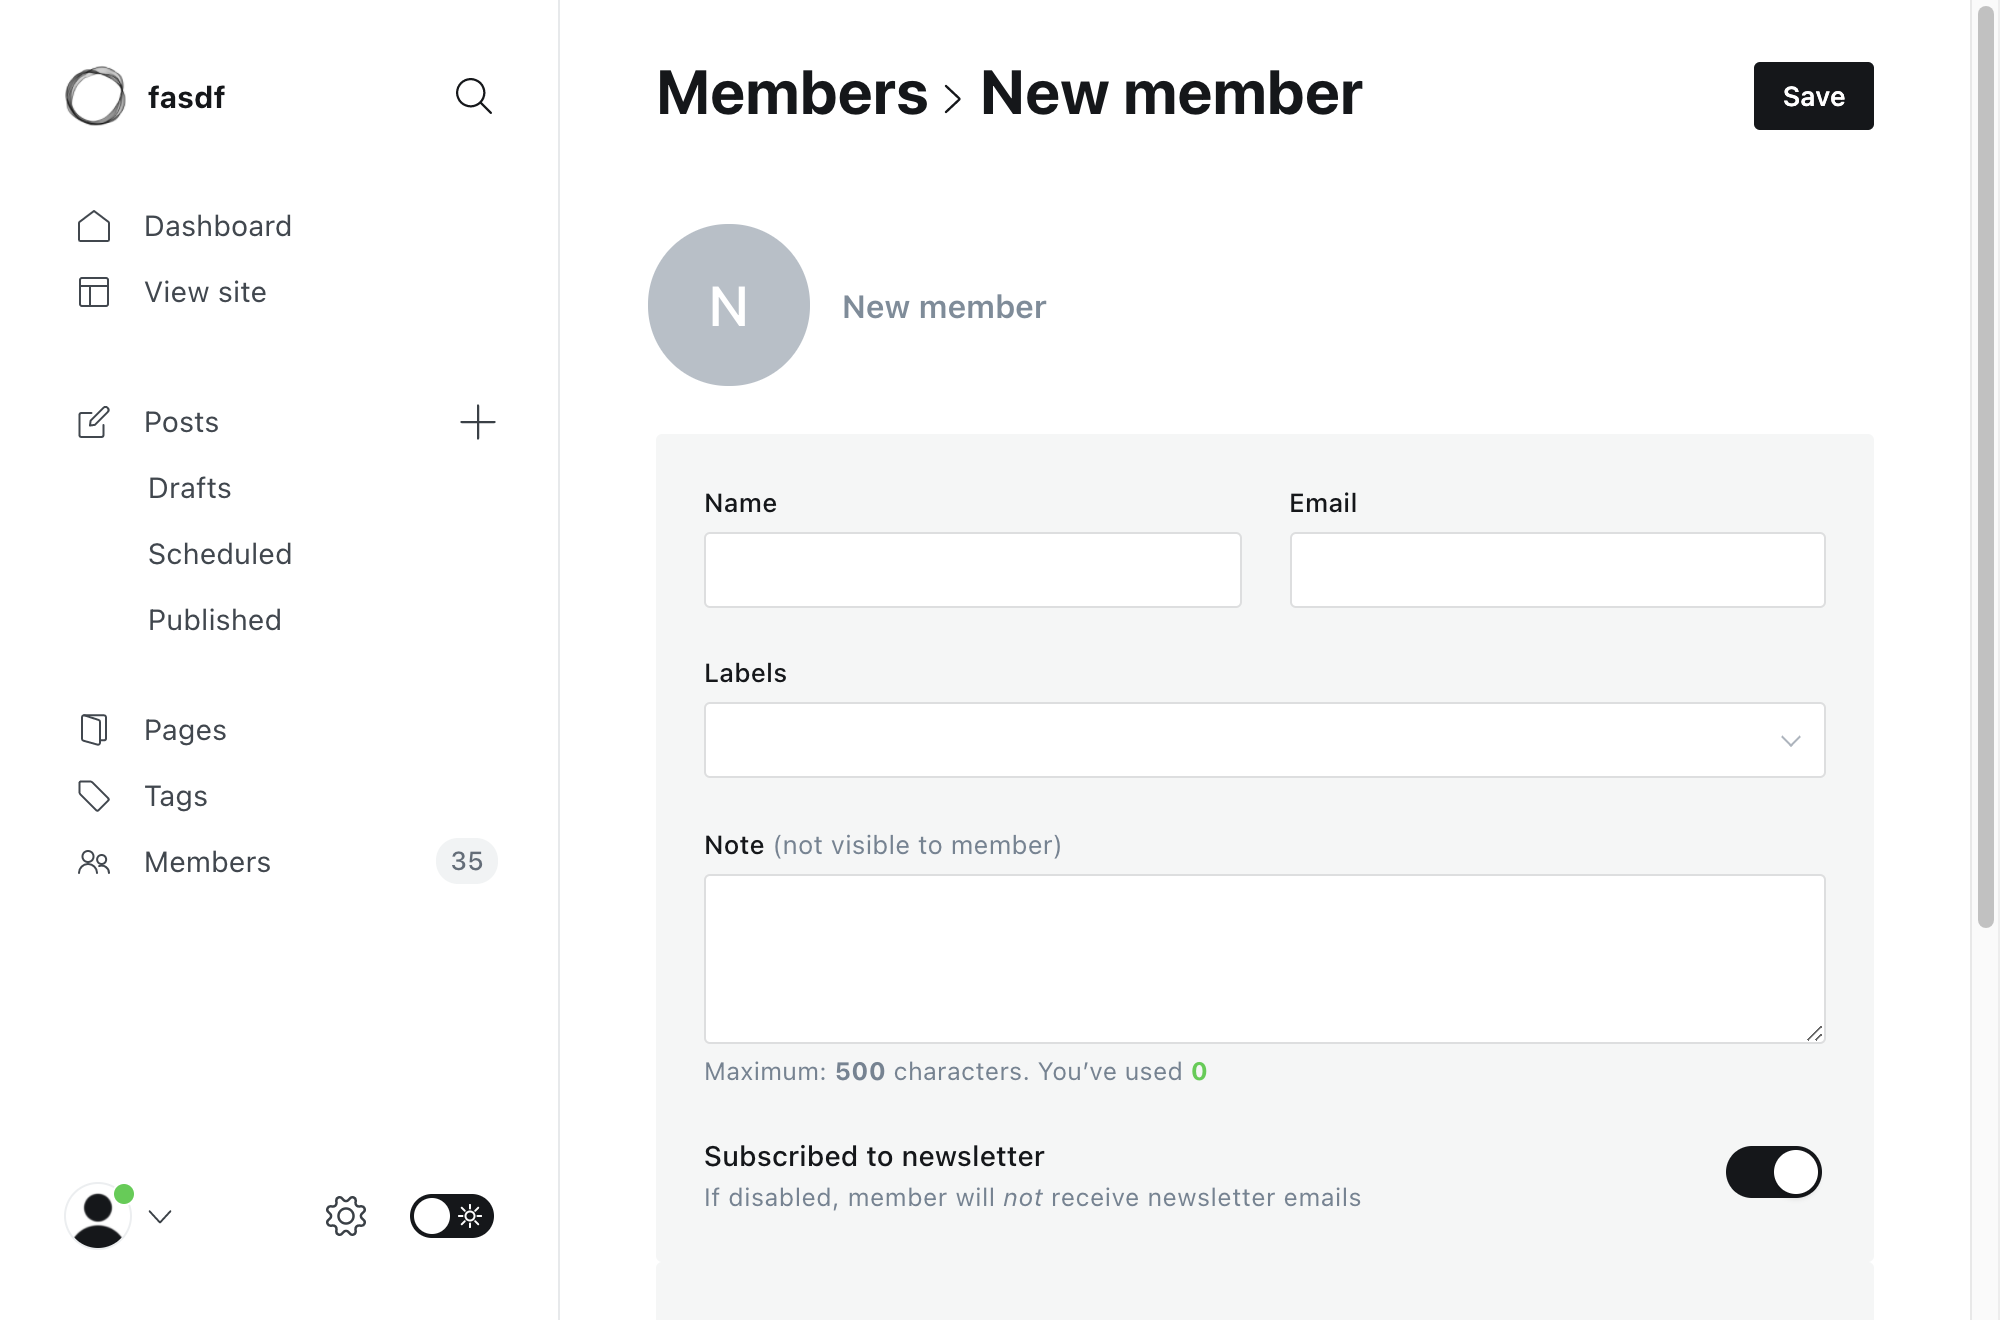 fasdf
Dashboard
View site
Posts
Drafts
Scheduled
Published
Pages
Tags
Members 35
Members > New member
Save
N
New member
Name
Email
Labels
Note (not visible to member)
Maximum: 500 characters. You’ve used 0
Subscribed to newsletter
If disabled, member will not receive newsletter emails